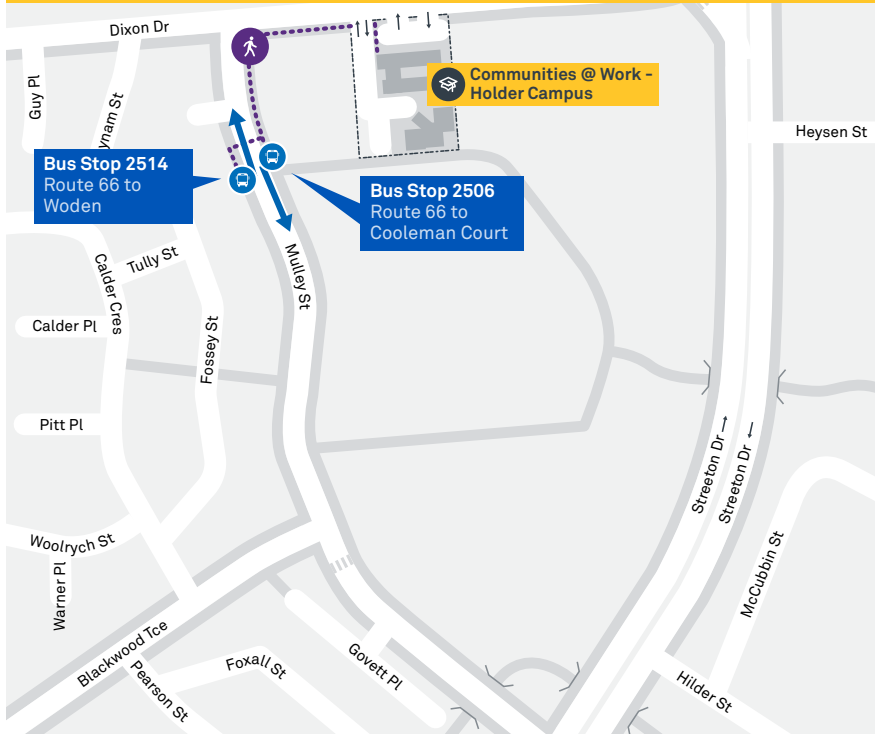 Dixon Dr
Guy Pl
ynam St
Communities @ Work -
Holder Campus
Heysen St
Bus Stop 2514
Route 66 to
Woden
Bus Stop 2506
Route 66 to
Cooleman Court
Mulley St
Tully St
Calder Cres
Calder Pl
Fossey St
Pitt Pl
Streeton Dr
Streeton Dr
Woolrych St
Warner Pl
McCubbin St
Blackwood Tce
Pearson St
Foxall St
Govett Pl
Hilder St